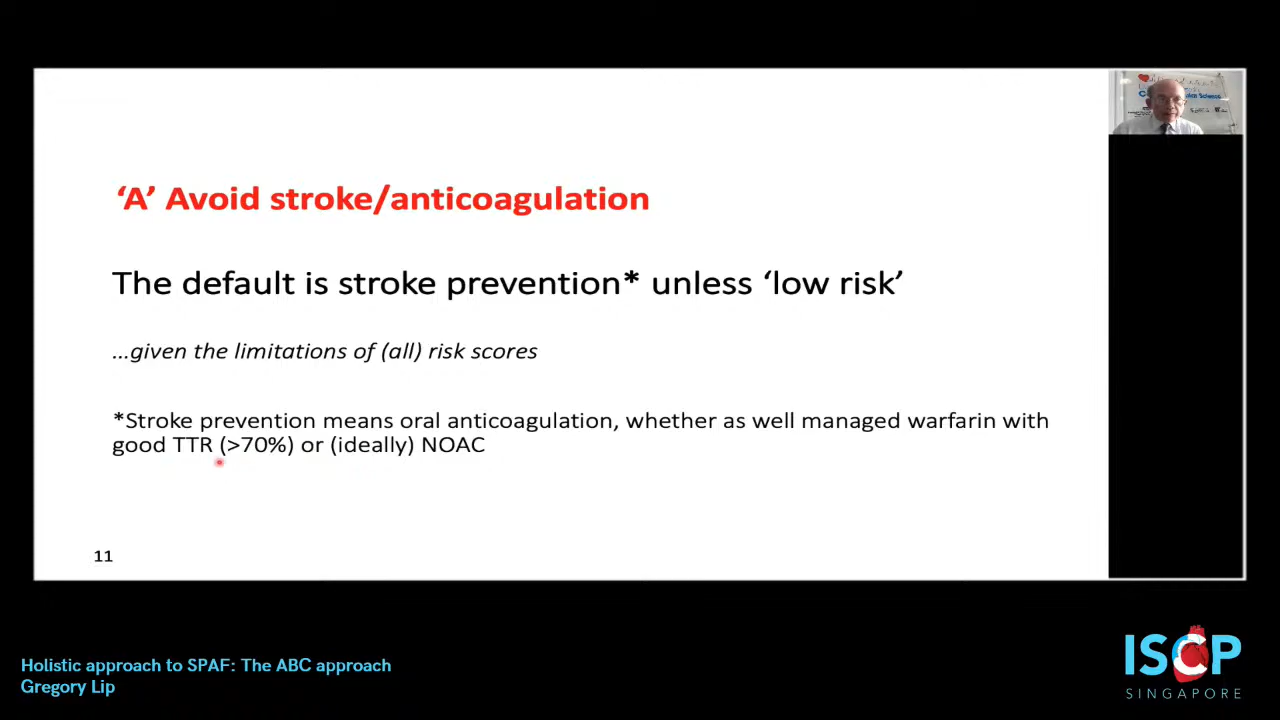 ‘A’ Avoid stroke/anticoagulation
The default is stroke prevention* unless ‘low risk’
...given the limitations of (all) risk scores
*Stroke prevention means oral anticoagulation, whether as well managed warfarin with
good TTR (>70%) or (ideally) NOAC
11
Holistic approach to SPAF: The ABC approach
Gregory Lip
ISCP
SINGAPORE